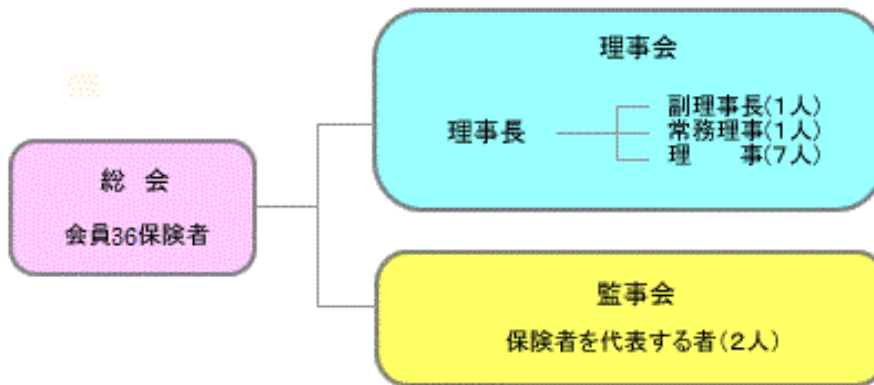 総 会
会員36保険者
理事会
理事長
副理事長(1人)
常務理事(1人)
理 事(7人)
監事会
保険者を代表する者(2人)